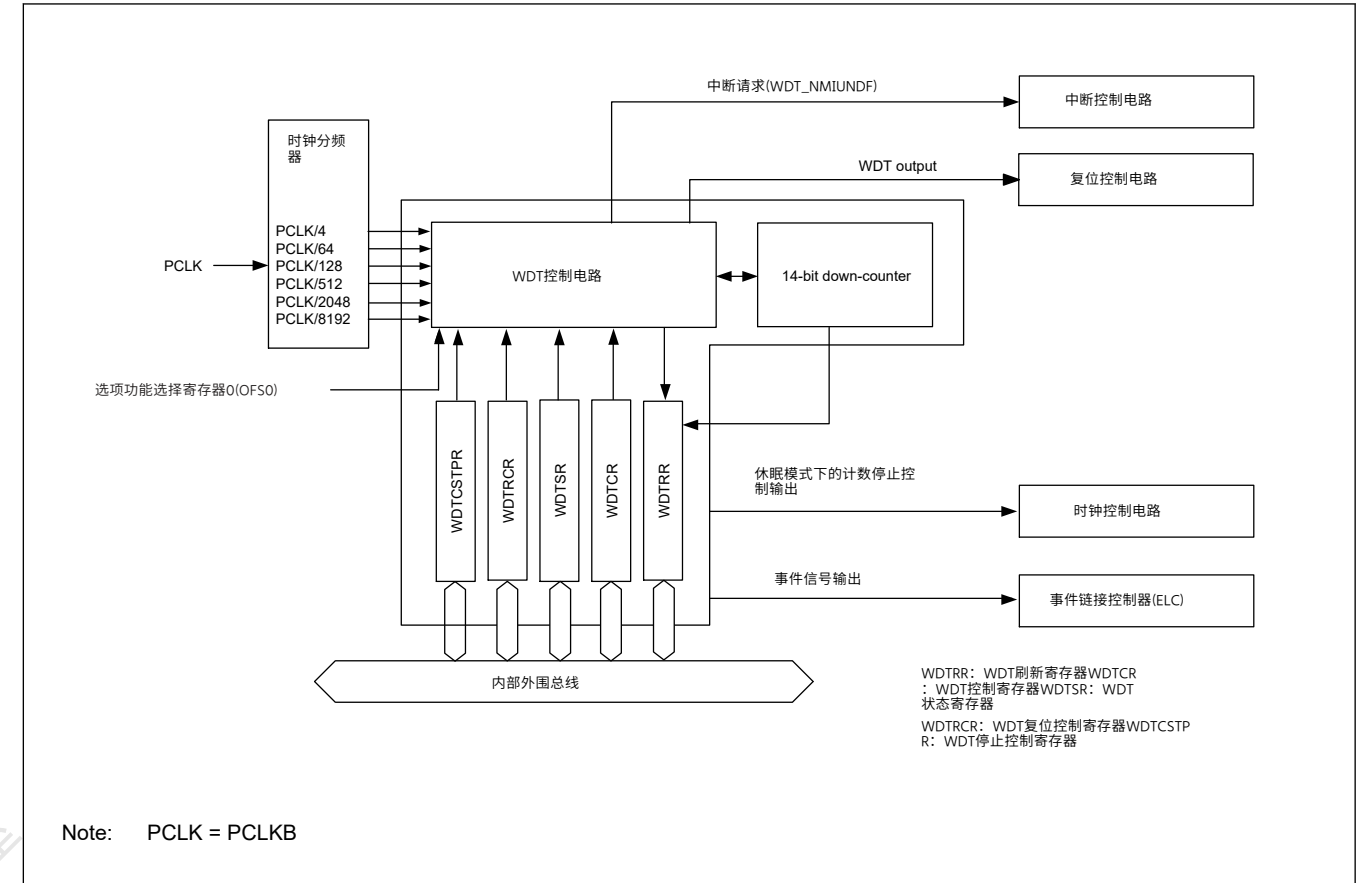 中断请求(WDT_NMIUNDF)
中断控制电路
时钟分频
器
WDT output
复位控制电路
PCLK/4
PCLK/64
PCLK/128
PCLK/512
PCLK/2048
PCLK/8192
PCLK
WDT控制电路
14-bit down-counter
选项功能选择寄存器0(OFS0)
WDTCSTPR
WDTRCR
WDTSR
WDTCR
WDTRR
休眠模式下的计数停止控
制输出
时钟控制电路
事件信号输出
事件链接控制器(ELC)
内部外围总线
WDTRR：WDT刷新寄存器WDTCR
：WDT控制寄存器WDTSR：WDT
状态寄存器
WDTRCR：WDT复位控制寄存器WDTCSTP
R：WDT停止控制寄存器
Note: PCLK = PCLKB